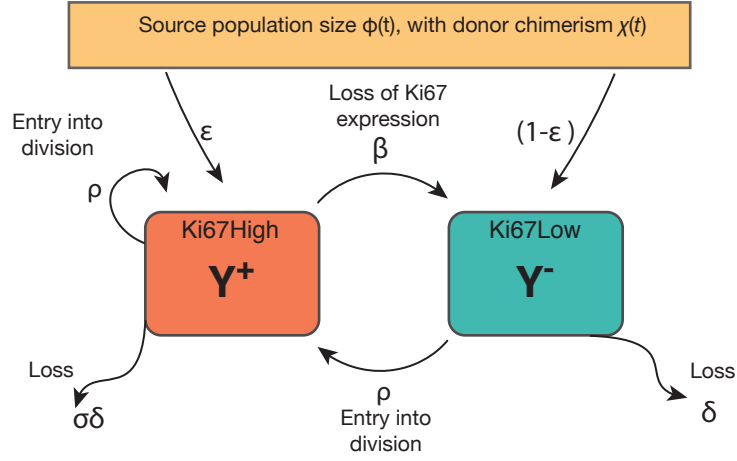 Source population size ϕ(t), with donor chimerism χ(t)
Entry into
division
ρ
ε
Loss of Ki67
expression
β
(1-ε )
Ki67High
Y⁺
Ki67Low
Y⁻
Loss
σδ
ρ
Entry into
division
Loss
δ